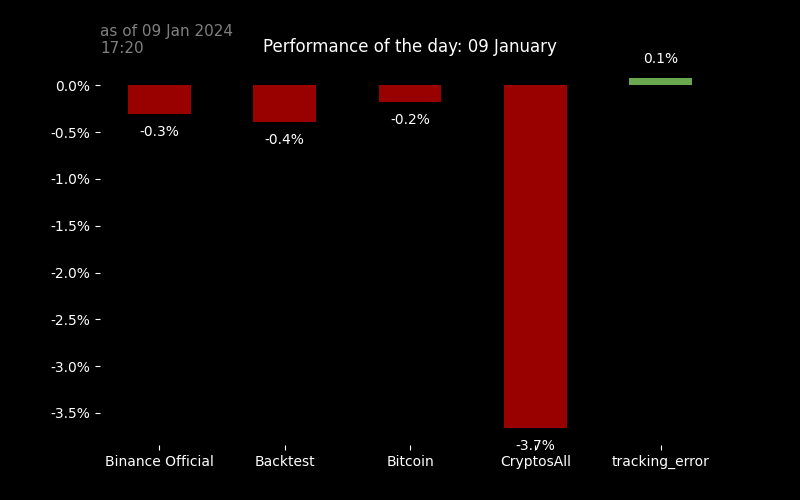 as of 09 Jan 2024
17:20
Performance of the day: 09 January
0.1%
0.0%
-0.3%
-0.4%
-0.2%
-0.5%
-1.0%
-1.5%
-2.0%
-2.5%
-3.0%
-3.5%
-3.7%
Binance Official
Backtest
Bitcoin
CryptosAll
tracking_error